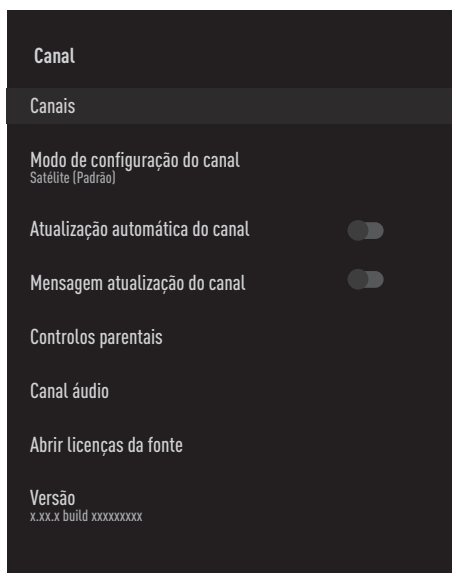 Canal
Canais
Modo de configuração do canal
Satélite (Padrão)
Atualização automática do canal
Mensagem atualização do canal
Controlos parentais
Canal áudio
Abrir licenças da fonte
Versão
x.xx.x build xxxxxxxxx